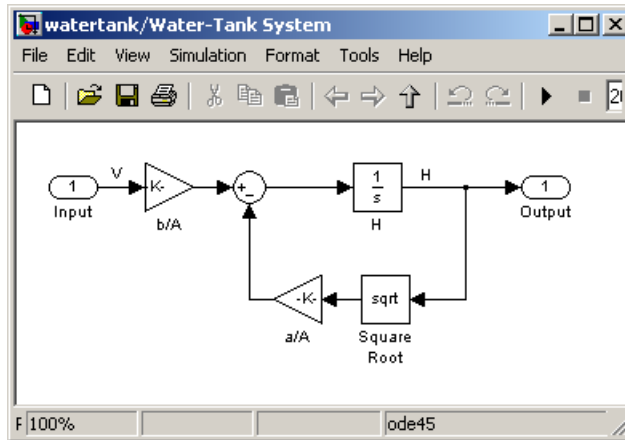 watertank/Water-Tank System
File Edit View Simulation Format Tools Help
V
1
K-
+
-
1
s
H
1
Input
b/A
H
Output
-K-
sqrt
a/A
Square
Root
F 100%
ode45